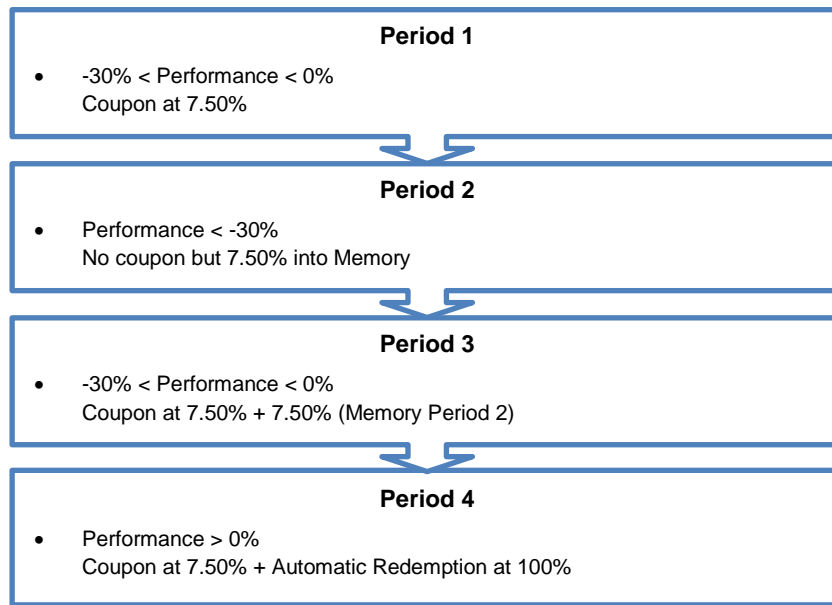 Period 1
• -30% < Performance < 0%
Coupon at 7.50%
Period 2
• Performance < -30%
No coupon but 7.50% into Memory
Period 3
• -30% < Performance < 0%
Coupon at 7.50% + 7.50% (Memory Period 2)
Period 4
• Performance > 0%
Coupon at 7.50% + Automatic Redemption at 100%